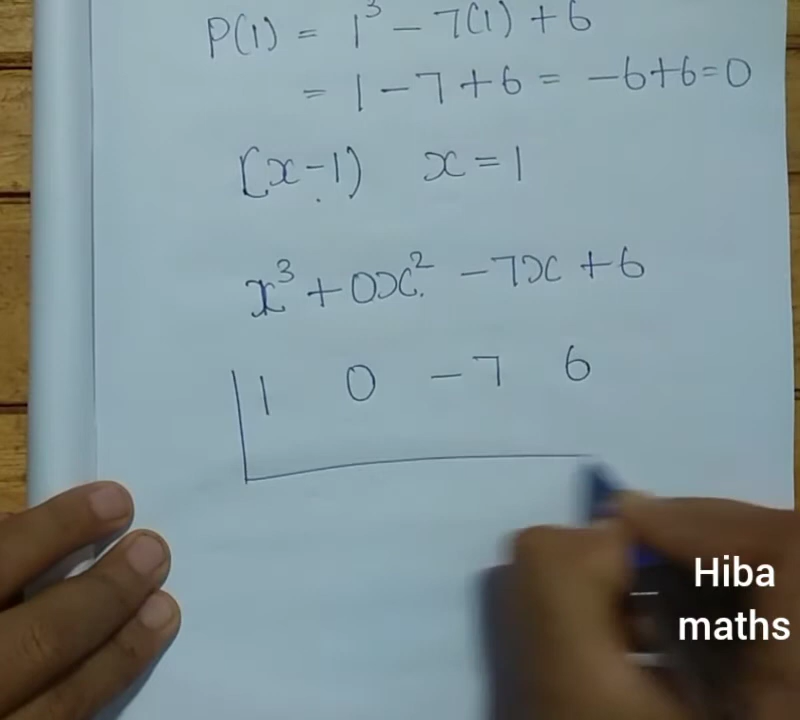 P(1) = 1³ − 7(1) + 6
= 1 − 7 + 6 = −6+6=0
(x−1) x = 1
x³ + 0x² − 7x + 6
1 0 −7 6
Hiba
maths